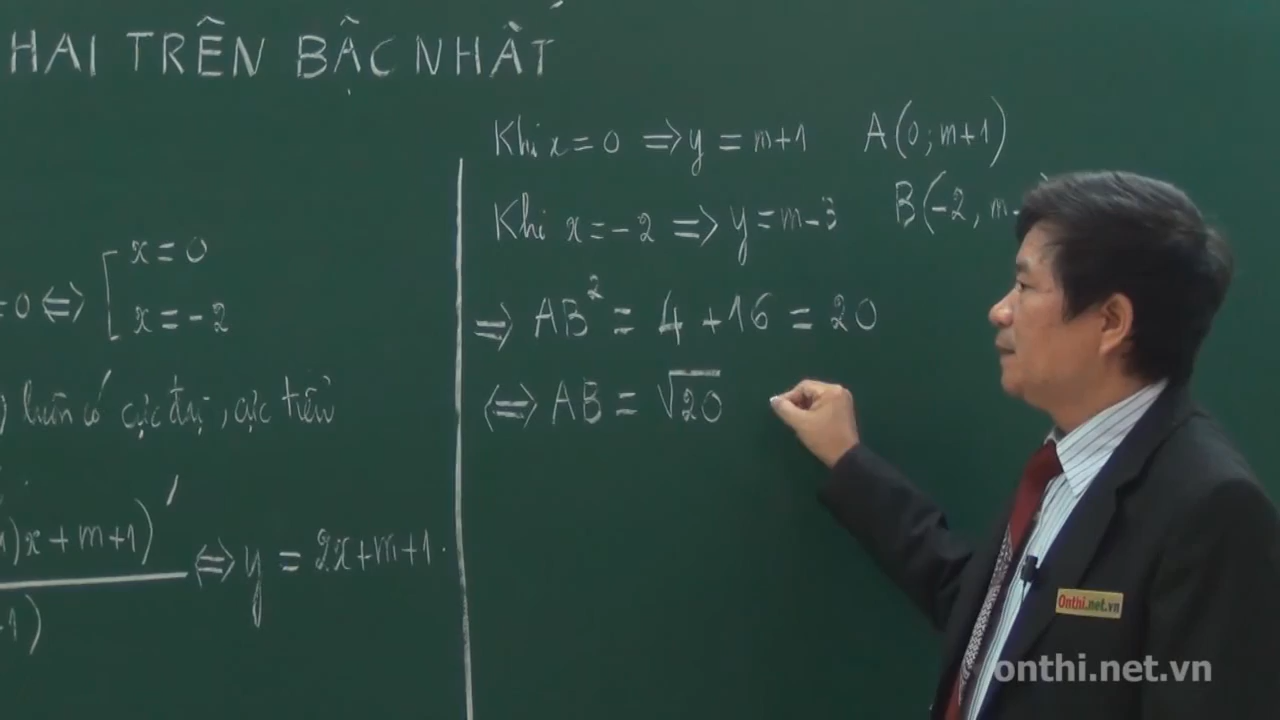 HAI TRÊN BẬC NHẤT
=0 ⇔ [ x = 0
x = -2
) luôn có cực đại, cực tiểu
)x + m+1)'
-1)
⇔ y = 2x+m+1.
Khi x = 0 ⇒ y = m+1 A(0; m+1)
Khi x = -2 ⇒ y = m-3 B(-2, m-
⇒ AB² = 4 + 16 = 20
⇔ AB = √20
Onthi.net.vn
onthi.net.vn